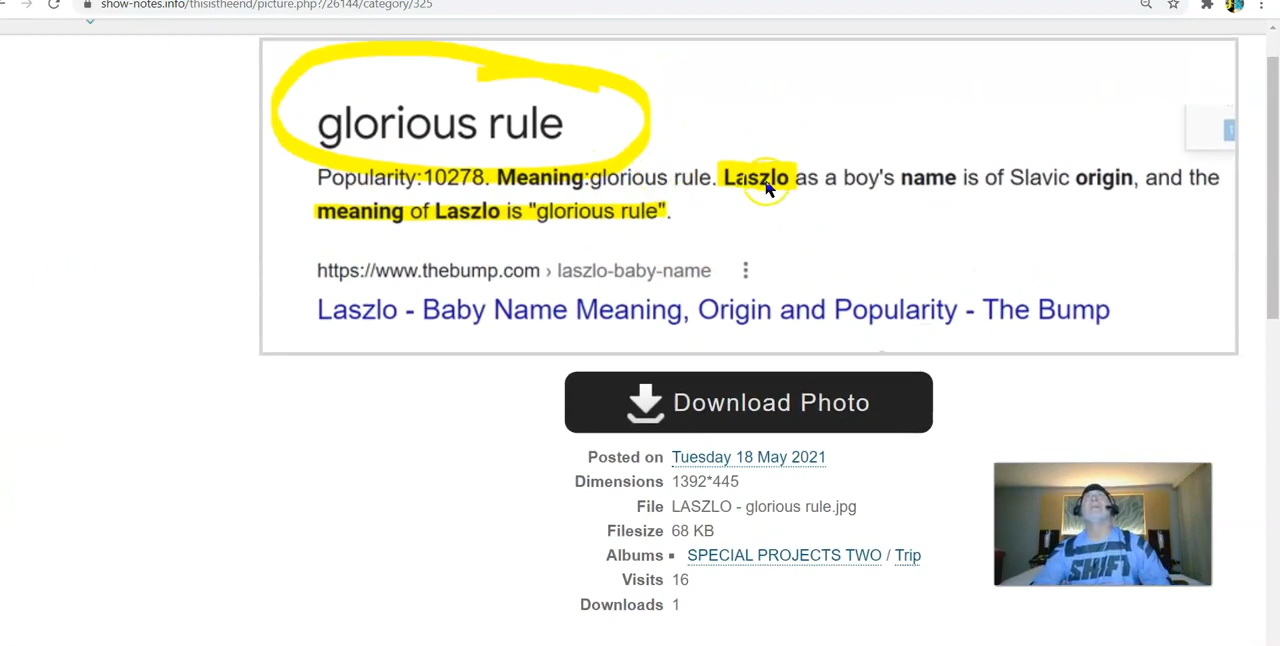 show-notes.info/thisistheend/picture.php?/26144/category/325
glorious rule
Popularity:10278. Meaning:glorious rule. Laszlo as a boy's name is of Slavic origin, and the
meaning of Laszlo is "glorious rule".
https://www.thebump.com › laszlo-baby-name
Laszlo - Baby Name Meaning, Origin and Popularity - The Bump
Download Photo
Posted on Tuesday 18 May 2021
Dimensions 1392*445
File LASZLO - glorious rule.jpg
Filesize 68 KB
Albums ▪ SPECIAL PROJECTS TWO / Trip
Visits 16
Downloads 1
SHIFT